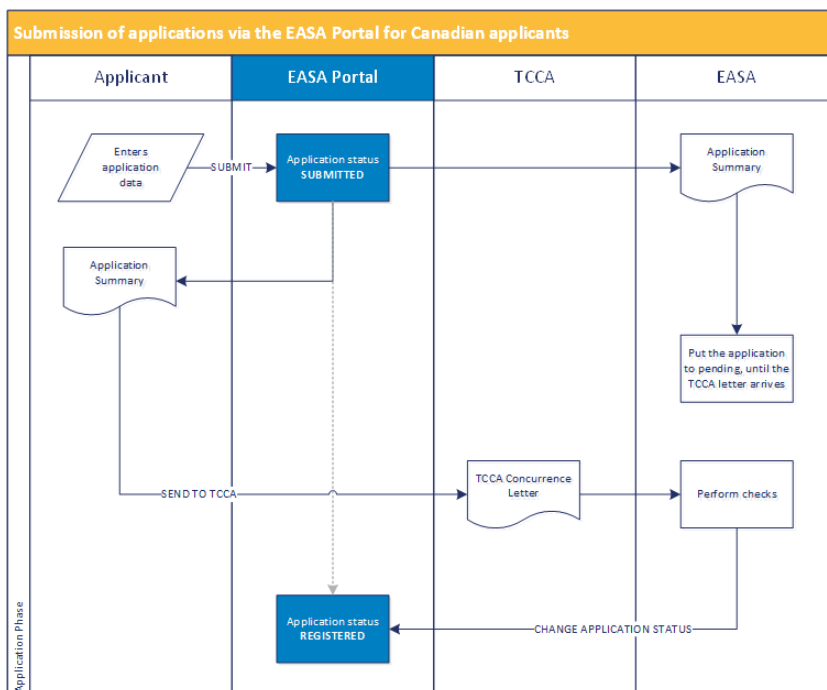 Submission of applications via the EASA Portal for Canadian applicants
Applicant
EASA Portal
TCCA
EASA
Enters
application
data
SUBMIT
Application status
SUBMITTED
Application
Summary
Application
Summary
Put the application
to pending, until the
TCCA letter arrives
SEND TO TCCA
TCCA Concurrence
Letter
Perform checks
Application status
REGISTERED
CHANGE APPLICATION STATUS
Application Phase